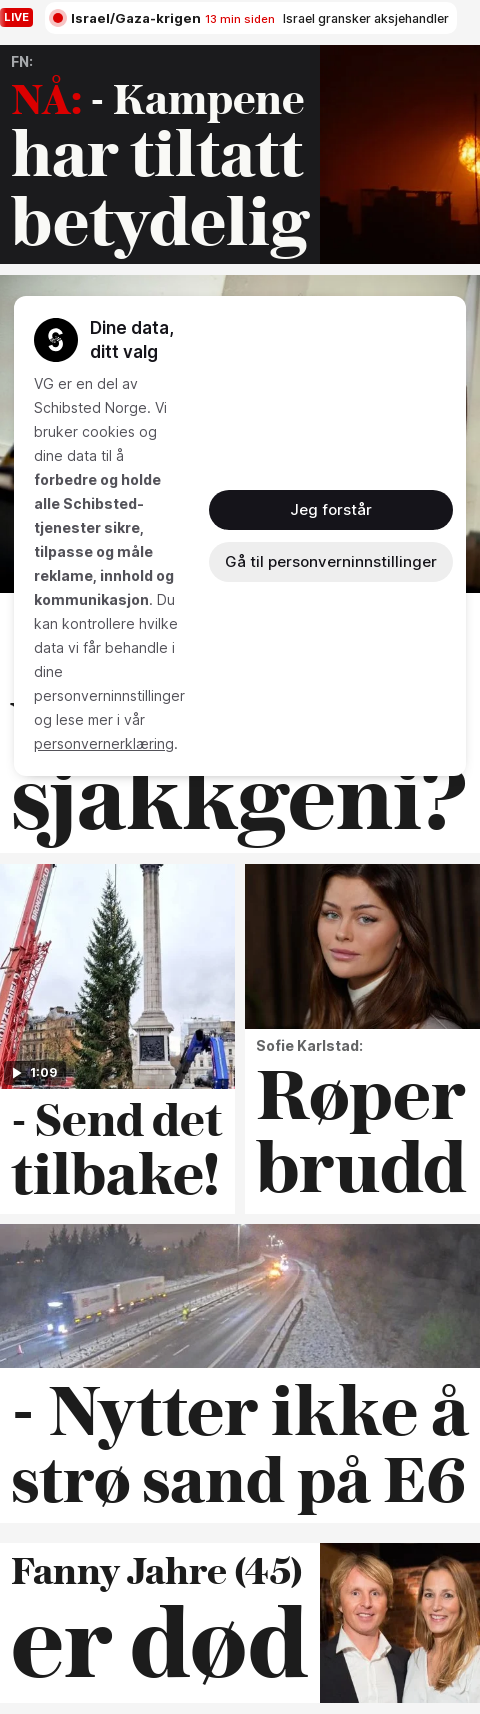 LIVE
Israel/Gaza-krigen 13 min siden Israel gransker aksjehandler
FN:
NÅ: - Kampene
har tiltatt
betydelig
Dine data,
ditt valg
VG er en del av
Schibsted Norge. Vi
bruker cookies og
dine data til å
forbedre og holde
alle Schibsted-
tjenester sikre,
tilpasse og måle
reklame, innhold og
kommunikasjon. Du
kan kontrollere hvilke
data vi får behandle i
dine
personverninnstillinger
og lese mer i vår
personvernerklæring.
Jeg forstår
Gå til personverninnstillinger
sjakkgeni?
BRONZESHIELD
1:09
- Send det
tilbake!
Sofie Karlstad:
Røper
brudd
- Nytter ikke å
strø sand på E6
Fanny Jahre (45)
er død